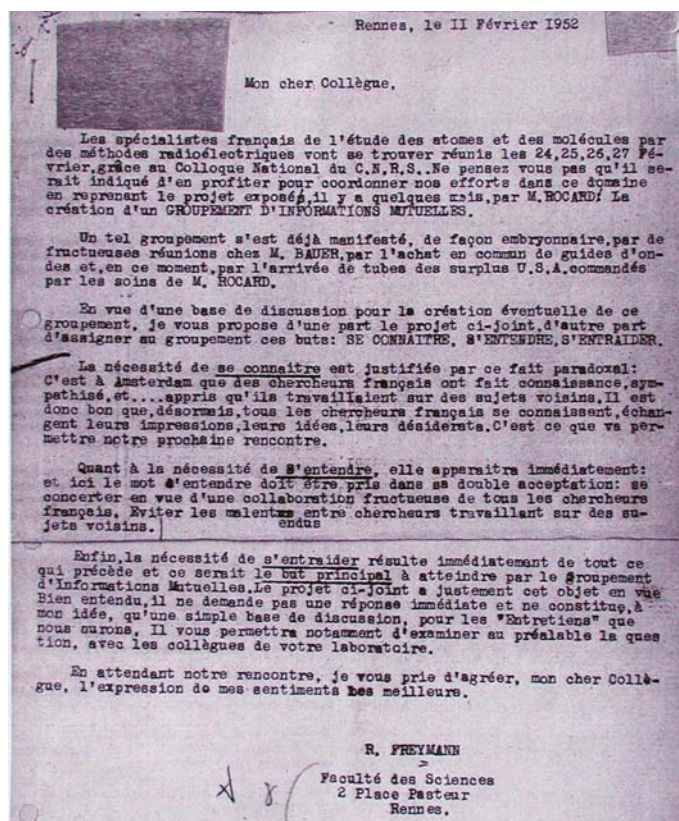 Rennes, le II Février I952
Mon cher Collègue,
Les spécialistes français de l'étude des atomes et des molécules par
des méthodes radioélectriques vont se trouver réunis les 24,25,26,27 Fé-
vrier,grâce au Colloque National du C.N.R.S..Ne pensez vous pas qu'il se-
rait indiqué d'en profiter pour coordonner nos efforts dans ce domaine
en reprenant le projet exposé,il y a quelques mois,par M.ROCARD: La
création d'un GROUPEMENT D'INFORMATIONS MUTUELLES.
Un tel groupement s'est déjà manifesté, de façon embryonnaire,par de
fructueuses réunions chez M. BAUER,par l'achat en commun de guides d'on-
des et,en ce moment,par l'arrivée de tubes des surplus U.S.A.commandés
par les soins de M. ROCARD.
En vue d'une base de discussion pour la création éventuelle de ce
groupement, je vous propose d'une part le projet ci-joint,d'autre part
d'assigner au groupement ces buts: SE CONNAITRE, S'ENTENDRE,S'ENTRAIDER.
La nécessité de se connaitre est justifiée par ce fait paradoxal:
C'est à Amsterdam que des chercheurs français ont fait connaissance,sym-
pathisé,et....appris qu'ils travaillaient sur des sujets voisins.Il est
donc bon que,désormais,tous les chercheurs français se connaissent,échan-
gent leurs impressions,leurs idées,leurs désiderata.C'est ce que va per-
mettre notre prochaine rencontre.
Quant à la nécessité de S'entendre, elle apparaitra immédiatement:
et ici le mot s'entendre doit être pris dans sa double acceptation: se
concerter en vue d'une collaboration fructueuse de tous les chercheurs
français. Eviter les malent entre chercheurs travaillant sur des su-
jets voisins. endus
Enfin,la nécessité de s'entraider résulte immédiatement de tout ce
qui précède et ce serait le but principal à atteindre par le Groupement
d'Informations Mutuelles.Le projet ci-joint a justement cet objet en vue
Bien entendu,il ne demande pas une réponse immédiate et ne constitue,à
mon idée, qu'une simple base de discussion, pour les "Entretiens" que
nous aurons. Il vous permettra notamment d'examiner au préalable la ques
tion, avec les collègues de votre laboratoire.
En attendant notre rencontre, je vous prie d'agréer, mon cher Collè-
gue, l'expression de mes sentiments les meilleurs.
R. FREYMANN
Faculté des Sciences
2 Place Pasteur
Rennes.